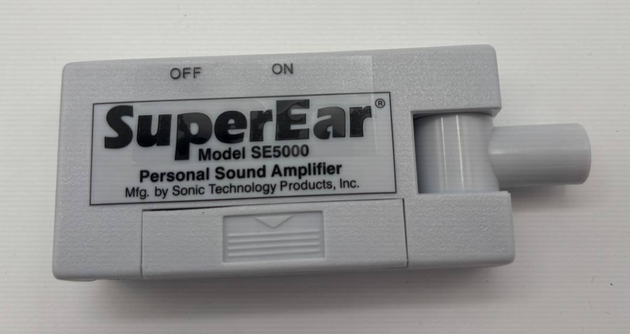 OFF ON
SuperEar®
Model SE5000
Personal Sound Amplifier
Mfg. by Sonic Technology Products, Inc.